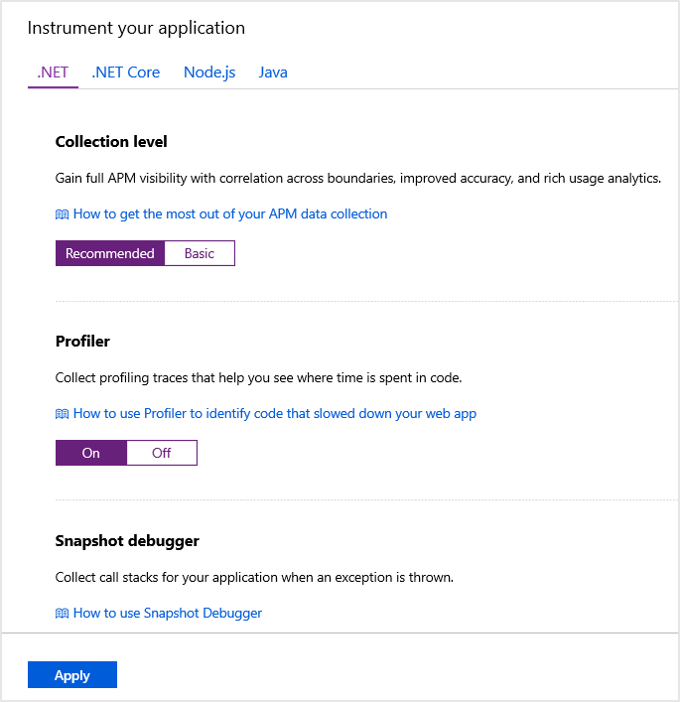 Instrument your application
.NET .NET Core Node.js Java
Collection level
Gain full APM visibility with correlation across boundaries, improved accuracy, and rich usage analytics.
How to get the most out of your APM data collection
Recommended Basic
Profiler
Collect profiling traces that help you see where time is spent in code.
How to use Profiler to identify code that slowed down your web app
On Off
Snapshot debugger
Collect call stacks for your application when an exception is thrown.
How to use Snapshot Debugger
Apply